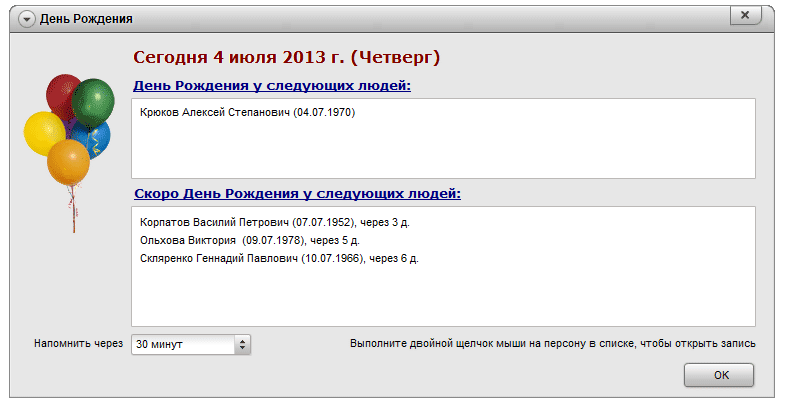 День Рождения
Сегодня 4 июля 2013 г. (Четверг)
День Рождения у следующих людей:
Крюков Алексей Степанович (04.07.1970)
Скоро День Рождения у следующих людей:
Корпатов Василий Петрович (07.07.1952), через 3 д.
Ольхова Виктория  (09.07.1978), через 5 д.
Скляренко Геннадий Павлович (10.07.1966), через 6 д.
Напомнить через 30 минут Выполните двойной щелчок мыши на персону в списке, чтобы открыть запись
OK